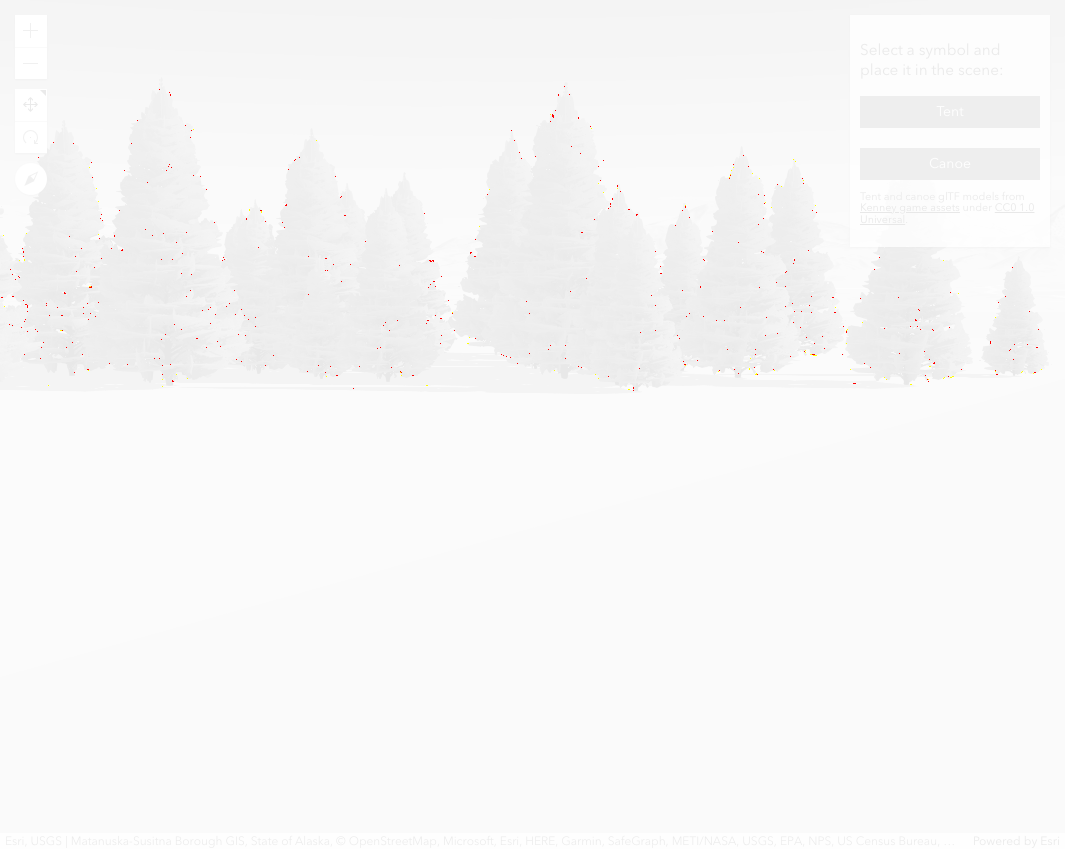 Select a symbol and
place it in the scene:
Tent
Canoe
Tent and canoe glTF models from
Kenney game assets under CC0 1.0
Universal
Esri, USGS | Matanuska-Susitna Borough GIS, State of Alaska, © OpenStreetMap, Microsoft, Esri, HERE, Garmin, SafeGraph, METI/NASA, USGS, EPA, NPS, US Census Bureau, ... Powered by Esri